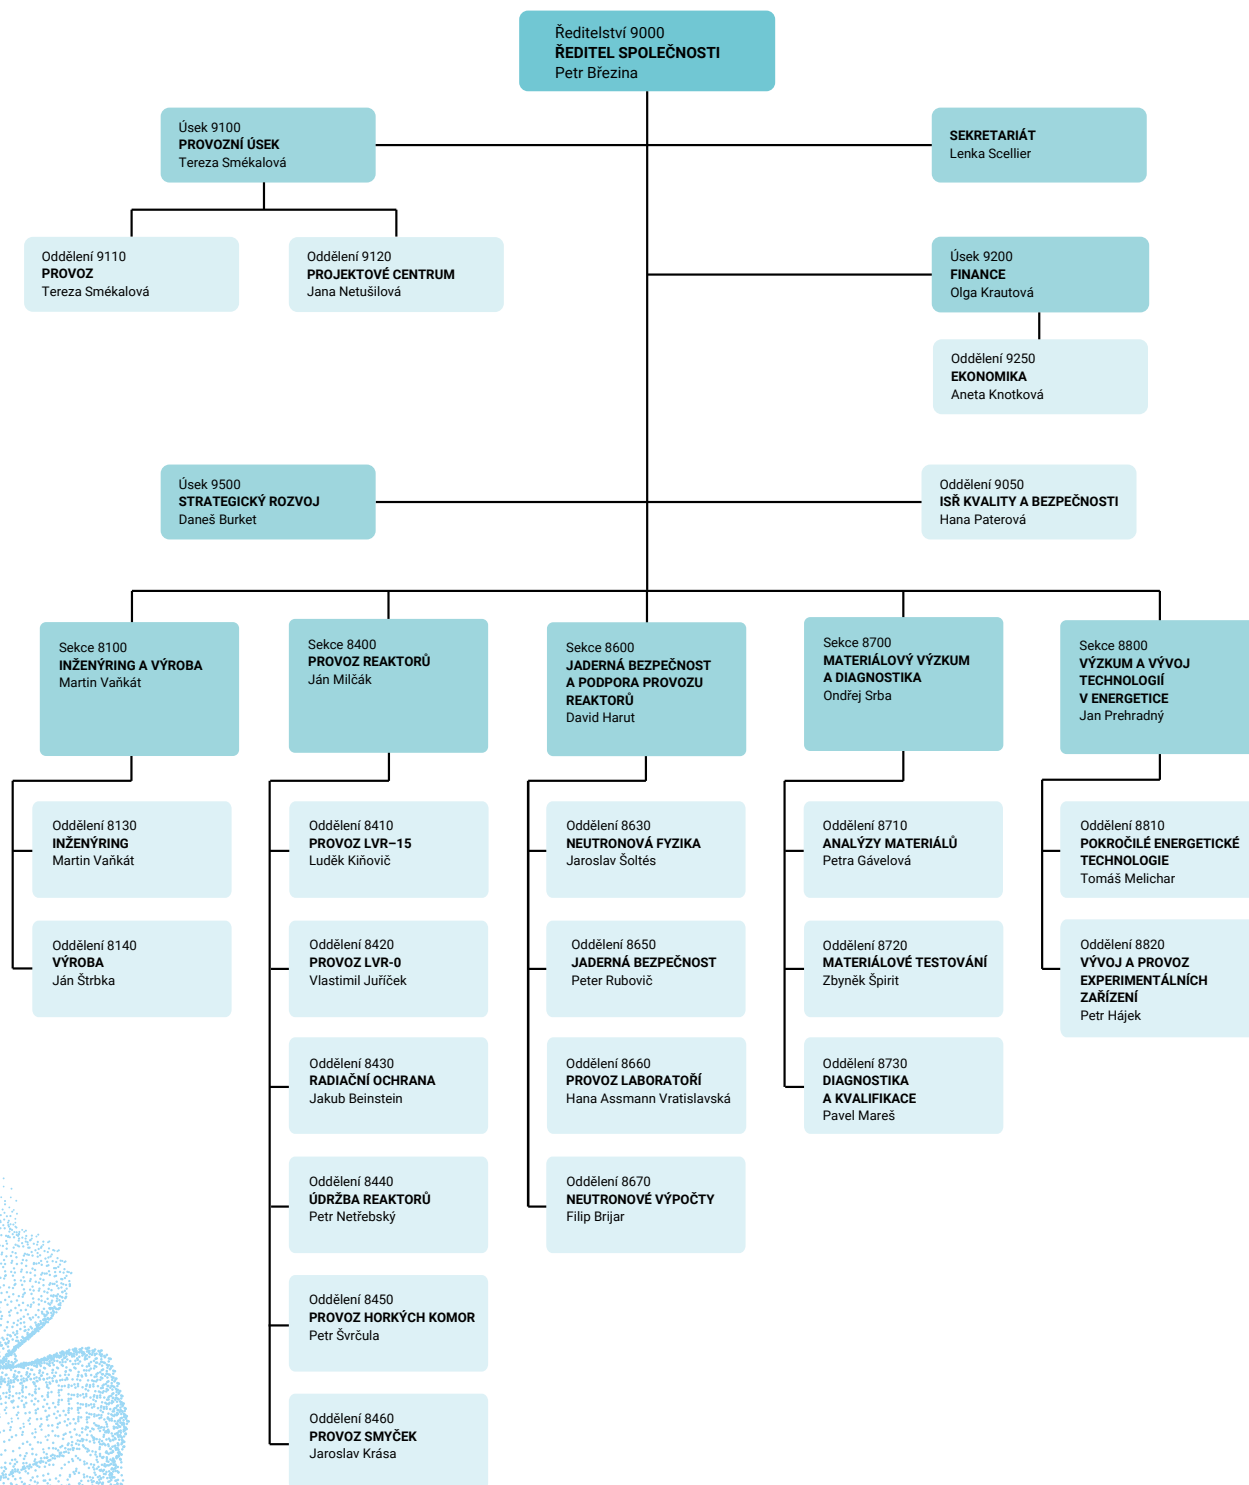 Ředitelství 9000
ŘEDITEL SPOLEČNOSTI
Petr Březina
Úsek 9100
PROVOZNÍ ÚSEK
Tereza Smékalová
SEKRETARIÁT
Lenka Scellier
Oddělení 9110
PROVOZ
Tereza Smékalová
Oddělení 9120
PROJEKTOVÉ CENTRUM
Jana Netušilová
Úsek 9200
FINANCE
Olga Krautová
Oddělení 9250
EKONOMIKA
Aneta Knotková
Úsek 9500
STRATEGICKÝ ROZVOJ
Daneš Burket
Oddělení 9050
ISŘ KVALITY A BEZPEČNOSTI
Hana Paterová
Sekce 8100
INŽENÝRING A VÝROBA
Martin Vaňkát
Oddělení 8130
INŽENÝRING
Martin Vaňkát
Oddělení 8140
VÝROBA
Ján Štrbka
Sekce 8400
PROVOZ REAKTORŮ
Ján Milčák
Oddělení 8410
PROVOZ LVR–15
Luděk Kiňovič
Oddělení 8420
PROVOZ LVR-0
Vlastimil Juříček
Oddělení 8430
RADIAČNÍ OCHRANA
Jakub Beinstein
Oddělení 8440
ÚDRŽBA REAKTORŮ
Petr Netřebský
Oddělení 8450
PROVOZ HORKÝCH KOMOR
Petr Švrčula
Oddělení 8460
PROVOZ SMYČEK
Jaroslav Krása
Sekce 8600
JADERNÁ BEZPEČNOST
A PODPORA PROVOZU
REAKTORŮ
David Harut
Oddělení 8630
NEUTRONOVÁ FYZIKA
Jaroslav Šoltés
Oddělení 8650
JADERNÁ BEZPEČNOST
Peter Rubovič
Oddělení 8660
PROVOZ LABORATOŘÍ
Hana Assmann Vratislavská
Oddělení 8670
NEUTRONOVÉ VÝPOČTY
Filip Brijar
Sekce 8700
MATERIÁLOVÝ VÝZKUM
A DIAGNOSTIKA
Ondřej Srba
Oddělení 8710
ANALÝZY MATERIÁLŮ
Petra Gávelová
Oddělení 8720
MATERIÁLOVÉ TESTOVÁNÍ
Zbyněk Špirit
Oddělení 8730
DIAGNOSTIKA
A KVALIFIKACE
Pavel Mareš
Sekce 8800
VÝZKUM A VÝVOJ
TECHNOLOGIÍ
V ENERGETICE
Jan Prehradný
Oddělení 8810
POKROČILÉ ENERGETICKÉ
TECHNOLOGIE
Tomáš Melichar
Oddělení 8820
VÝVOJ A PROVOZ
EXPERIMENTÁLNÍCH
ZAŘÍZENÍ
Petr Hájek